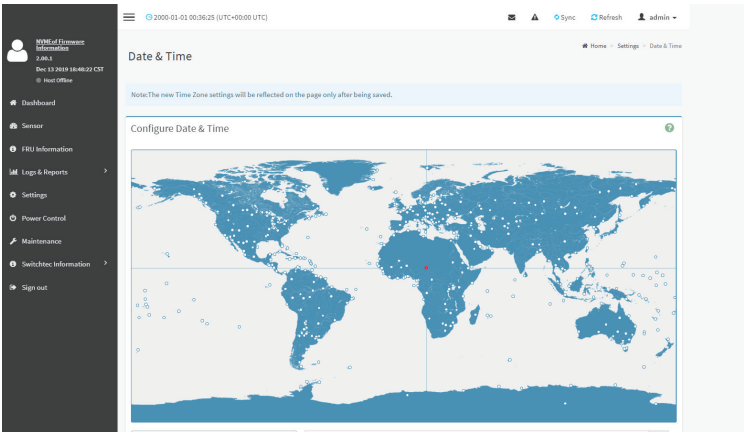 NVMEof Firmware
Information
2.00.1
Dec 13 2019 18:48:22 CST
Host Offline
Dashboard
Sensor
FRU Information
Logs & Reports
Settings
Power Control
Maintenance
Switchtec Information
Sign out
2000-01-01 00:36:25 (UTC+00:00 UTC)
Sync
Refresh
admin
Date & Time
Home
Settings
Date & Time
Note:The new Time Zone settings will be reflected on the page only after being saved.
Configure Date & Time